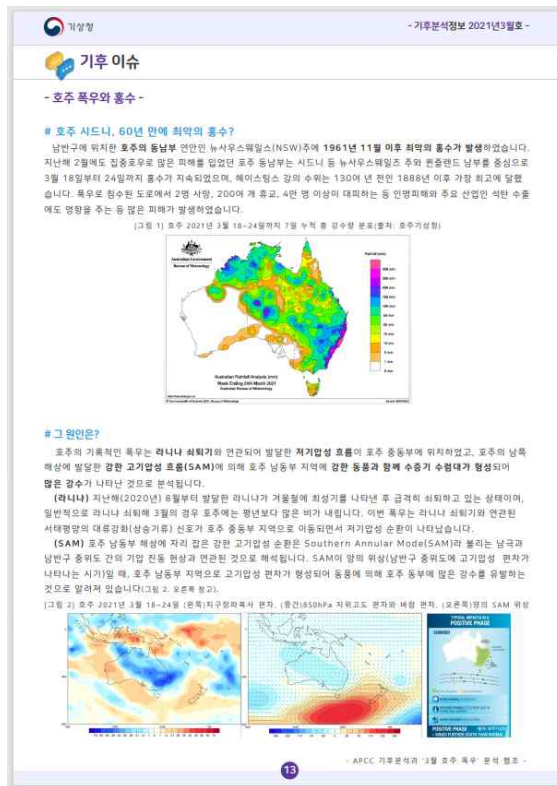 기상청
- 기후분석정보 2021년3월호 -
기후 이슈
- 호주 폭우와 홍수 -
# 호주 시드니, 60년 만에 최악의 홍수?
남반구에 위치한 호주의 동남부 연안인 뉴사우스웨일스(NSW)주에 1961년 11월 이후 최악의 홍수가 발생하였습니다.
지난해 2월에도 집중호우로 많은 피해를 입었던 호주 동남부는 시드니 등 뉴사우스웨일즈 주와 퀸즐랜드 남부를 중심으로
3월 18일부터 24일까지 홍수가 지속되었으며, 헤이스팅스 강의 수위는 130여 년 전인 1888년 이후 가장 최고에 달했
습니다. 폭우로 침수된 도로에서 2명 사망, 200여 개 휴교, 4만 명 이상이 대피하는 등 인명피해와 주요 산업인 석탄 수출
에도 영향을 주는 등 많은 피해가 발생하였습니다.
[그림 1] 호주 2021년 3월 18~24일까지 7일 누적 총 강수량 분포(출처: 호주기상청)
Australian Government
Bureau of Meteorology
Rainfall (mm)
Australian Rainfall Analysis (mm)
Week Ending 24th March 2021
Australian Bureau of Meteorology
# 그 원인은?
호주의 기록적인 폭우는 라니냐 쇠퇴기와 연관되어 발달한 저기압성 흐름이 호주 중동부에 위치하였고, 호주의 남쪽
해상에 발달한 강한 고기압성 흐름(SAM)에 의해 호주 남동부 지역에 강한 동풍과 함께 수증기 수렴대가 형성되어
많은 강수가 나타난 것으로 분석됩니다.
(라니냐) 지난해(2020년) 8월부터 발달한 라니냐가 겨울철에 최성기를 나타낸 후 급격히 쇠퇴하고 있는 상태이며,
일반적으로 라니냐 쇠퇴해 3월의 경우 호주에는 평년보다 많은 비가 내립니다. 이번 폭우는 라니냐 쇠퇴와 연관된
서태평양의 대류강화(상승기류) 신호가 호주 중동부 지역으로 이동되면서 저기압성 순환이 나타났습니다.
(SAM) 호주 남동부 해상에 자리 잡은 강한 고기압성 순환은 Southern Annular Mode(SAM)라 불리는 남극과
남반구 중위도 간의 기압 진동 현상과 연관된 것으로 해석됩니다. SAM이 양의 위상(남반구 중위도에 고기압성 편차가
나타나는 시기)일 때, 호주 남동부 지역으로 고기압성 편차가 형성되어 동풍에 의해 호주 동부에 많은 강수를 유발하는
것으로 알려져 있습니다(그림 2. 오른쪽 참고).
[그림 2] 호주 2021년 3월 18~24일 (왼쪽)지구장파복사 편차, (중간)850hPa 지위고도 편차와 바람 편차, (오른쪽)양의 SAM 위상
TYPICAL IMPACTS IN A
POSITIVE PHASE
SUMMER
POSITIVE PHASE
- APCC 기후분석과 '3월 호주 폭우' 분석 협조 -
13